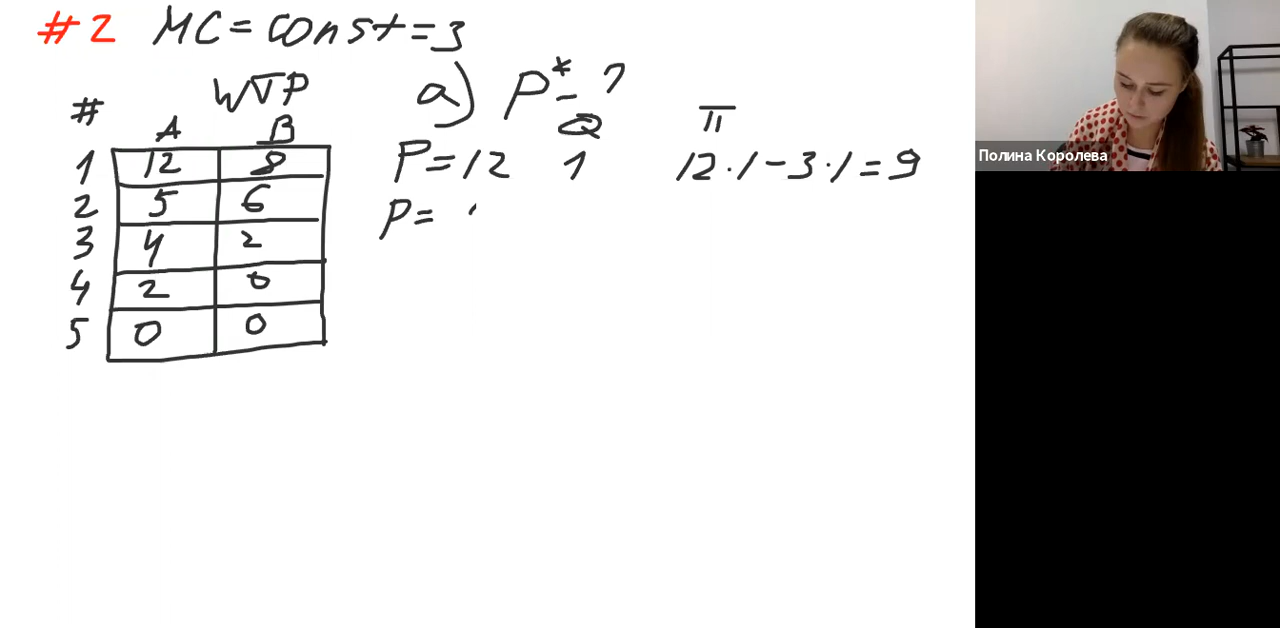 #2 MC = const = 3
WTP
a) P* - ?
#
A B
Q π
1 12 8
P = 12 1 12·1 - 3·1 = 9
2 5 6
P =
3 4 2
4 2 0
5 0 0
Полина Королева